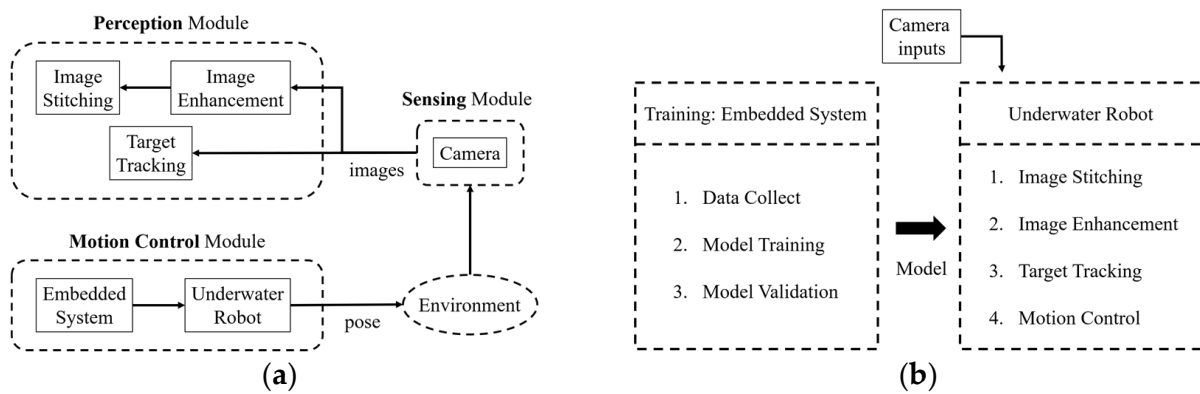 Perception Module
Image
Stitching
Image
Enhancement
Target
Tracking
Sensing Module
Camera
images
Motion Control Module
Embedded
System
Underwater
Robot
pose
Environment
(a)
Camera
inputs
Training: Embedded System
1. Data Collect
2. Model Training
3. Model Validation
Model
Underwater Robot
1. Image Stitching
2. Image Enhancement
3. Target Tracking
4. Motion Control
(b)